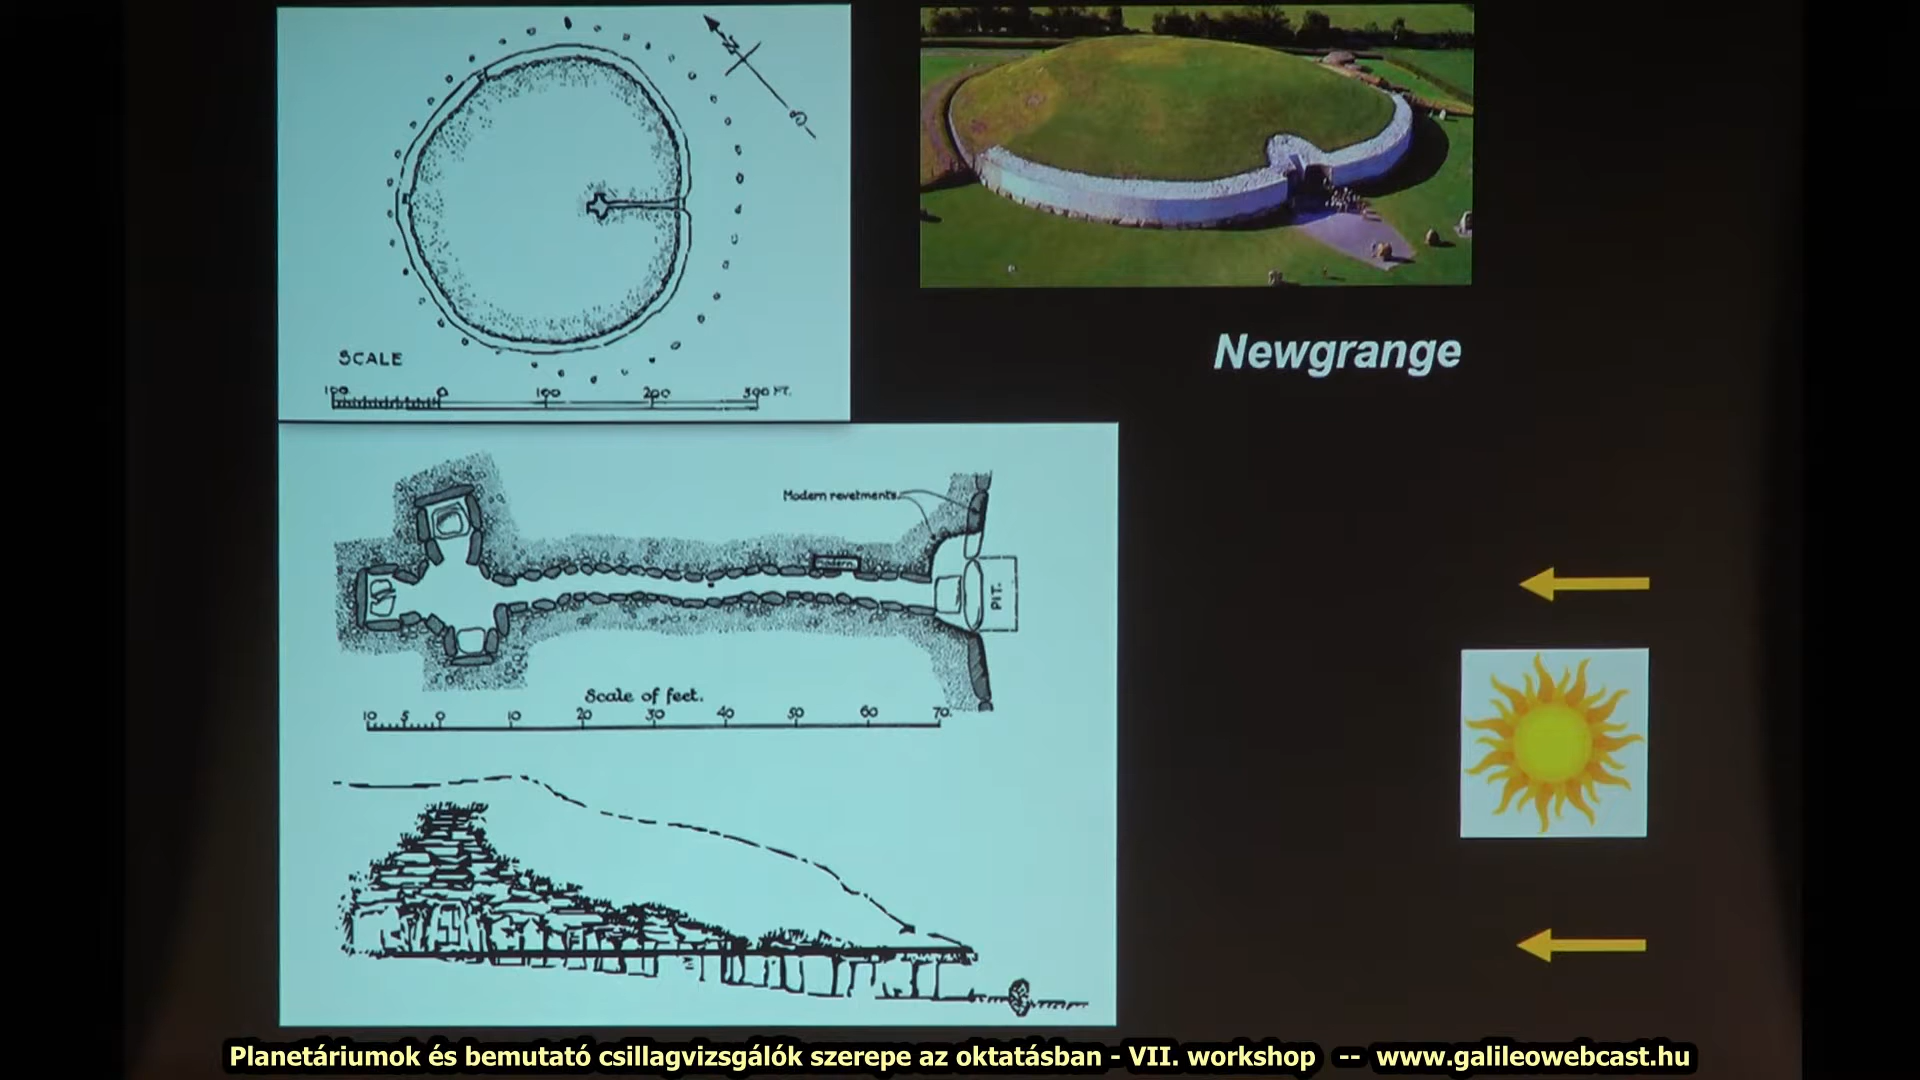 N
S
SCALE
100 0 100 200 300 FT.
Newgrange
Modern revetments.
PIT.
Scale of feet.
10 5 0 10 20 30 40 50 60 70.
Planetáriumok és bemutató csillagvizsgálók szerepe az oktatásban - VII. workshop -- www.galileowebcast.hu